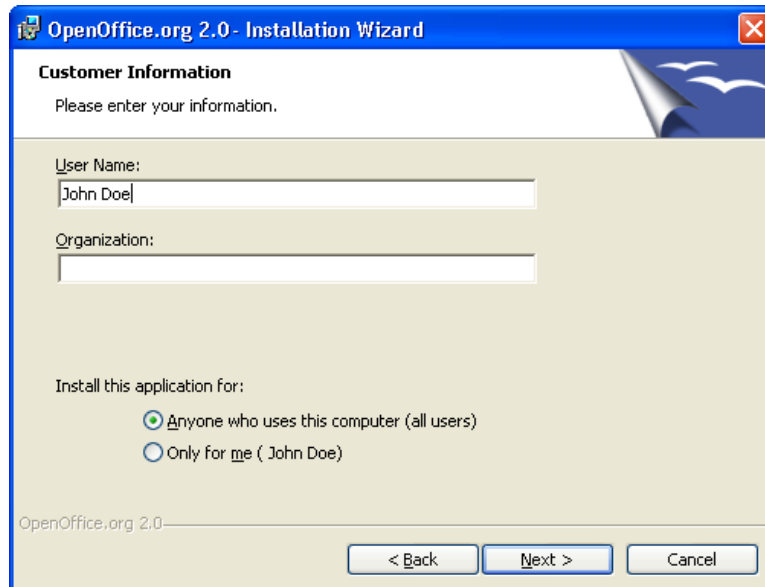 OpenOffice.org 2.0 - Installation Wizard
Customer Information
Please enter your information.
User Name:
John Doe
Organization:
Install this application for:
Anyone who uses this computer (all users)
Only for me ( John Doe)
OpenOffice.org 2.0
< Back Next > Cancel